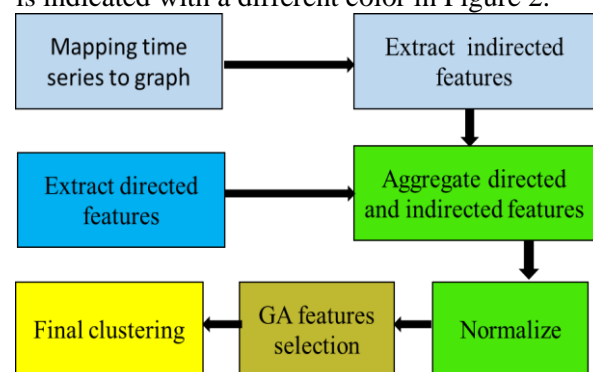 is indicated with a different color in Figure 2.
Mapping time
series to graph
Extract indirected
features
Extract directed
features
Aggregate directed
and indirected features
Final clustering
GA features
selection
Normalize